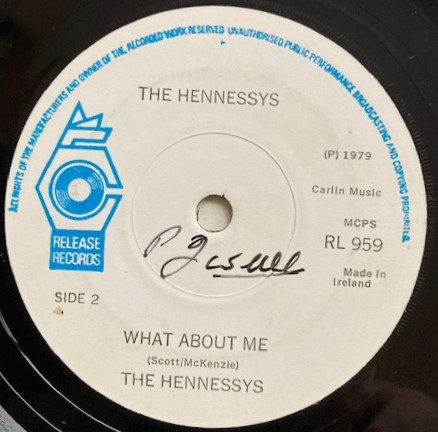 ALL RIGHTS OF THE MANUFACTURERS AND OWNER OF THE RECORDED WORK RESERVED UNAUTHORISED PUBLIC PERFORMANCE BROADCASTING AND COPYING PROHIBITED
THE HENNESSYS
(P) 1979
Carlin Music
MCPS
RL 959
Made in
Ireland
RELEASE
RECORDS
SIDE 2
WHAT ABOUT ME
(Scott/McKenzie)
THE HENNESSYS